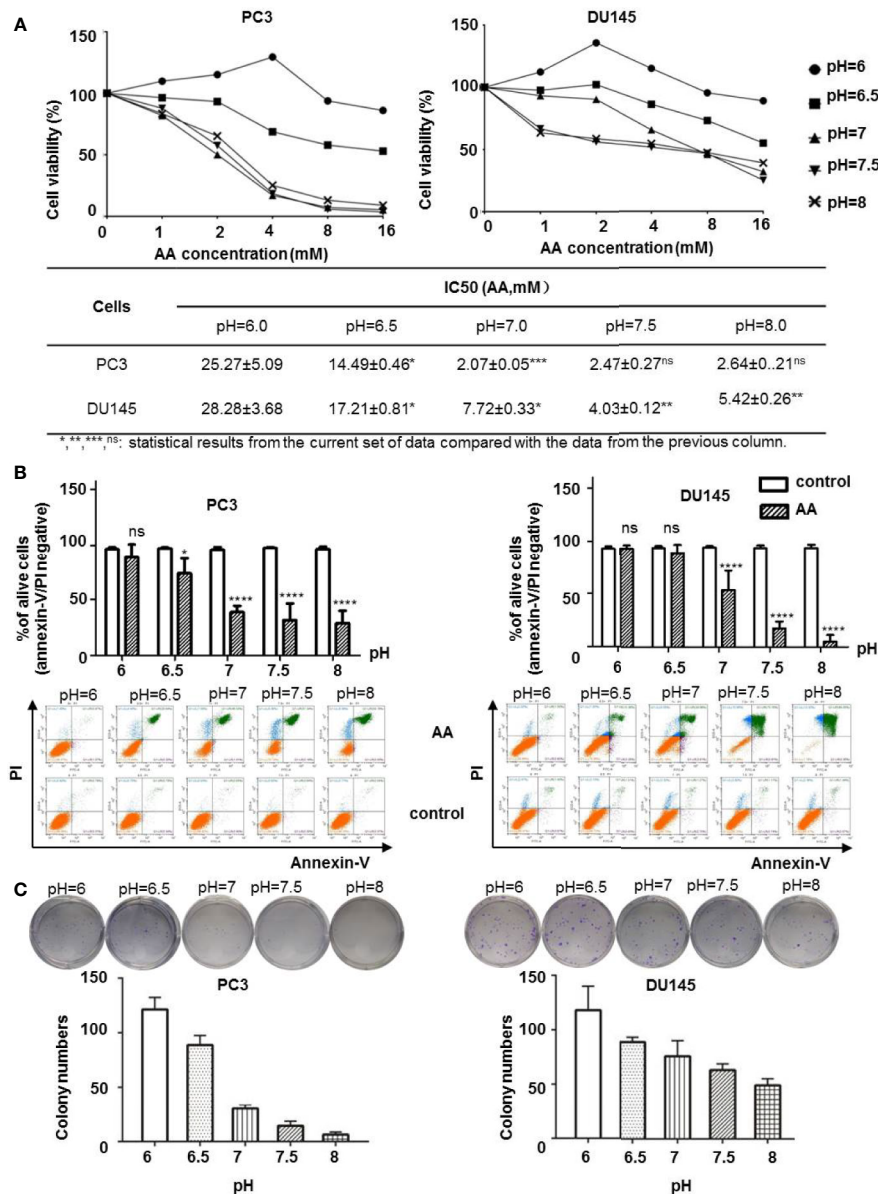 A
PC3
DU145
150
100
50
0
Cell viability (%)
0 1 2 4 8 16
AA concentration (mM)
150
100
50
0
Cell viability (%)
0 1 2 4 8 16
AA concentration (mM)
pH=6
pH=6.5
pH=7
pH=7.5
pH=8
Cells
IC50 (AA,mM）
pH=6.0 pH=6.5 pH=7.0 pH=7.5 pH=8.0
PC3 25.27±5.09 14.49±0.46* 2.07±0.05*** 2.47±0.27ns 2.64±0..21ns
DU145 28.28±3.68 17.21±0.81* 7.72±0.33* 4.03±0.12** 5.42±0.26**
*,**,***,ns: statistical results from the current set of data compared with the data from the previous column.
B
PC3
%of alive cells
(annexin-V/PI negative)
150
100
50
0
ns * **** **** ****
6 6.5 7 7.5 8 pH
DU145
control
AA
%of alive cells
(annexin-V/PI negative)
150
100
50
0
ns ns **** **** ****
6 6.5 7 7.5 8 pH
pH=6 pH=6.5 pH=7 pH=7.5 pH=8
AA
control
PI
Annexin-V
pH=6 pH=6.5 pH=7 pH=7.5 pH=8
PI
Annexin-V
C
pH=6 pH=6.5 pH=7 pH=7.5 pH=8
PC3
Colony numbers
150
100
50
0
6 6.5 7 7.5 8
pH
pH=6 pH=6.5 pH=7 pH=7.5 pH=8
DU145
Colony numbers
150
100
50
0
6 6.5 7 7.5 8
pH